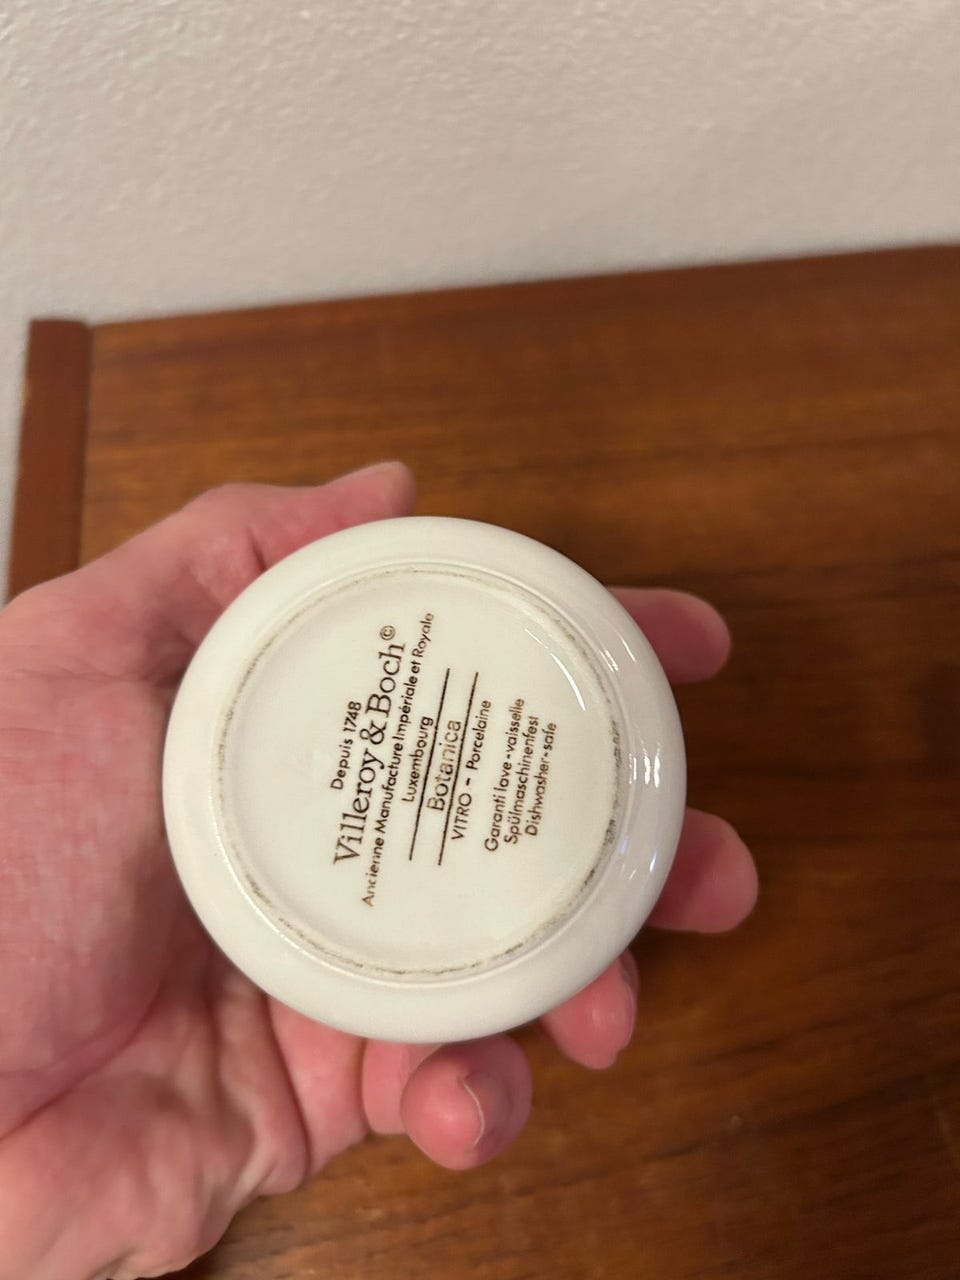 Depuis 1748
Villeroy & Boch©
Ancienne Manufacture Impériale et Royale
Luxembourg
Botanica
VITRO - Porcelaine
Garanti lave-vaisselle
Spülmaschinenfest
Dishwasher-safe